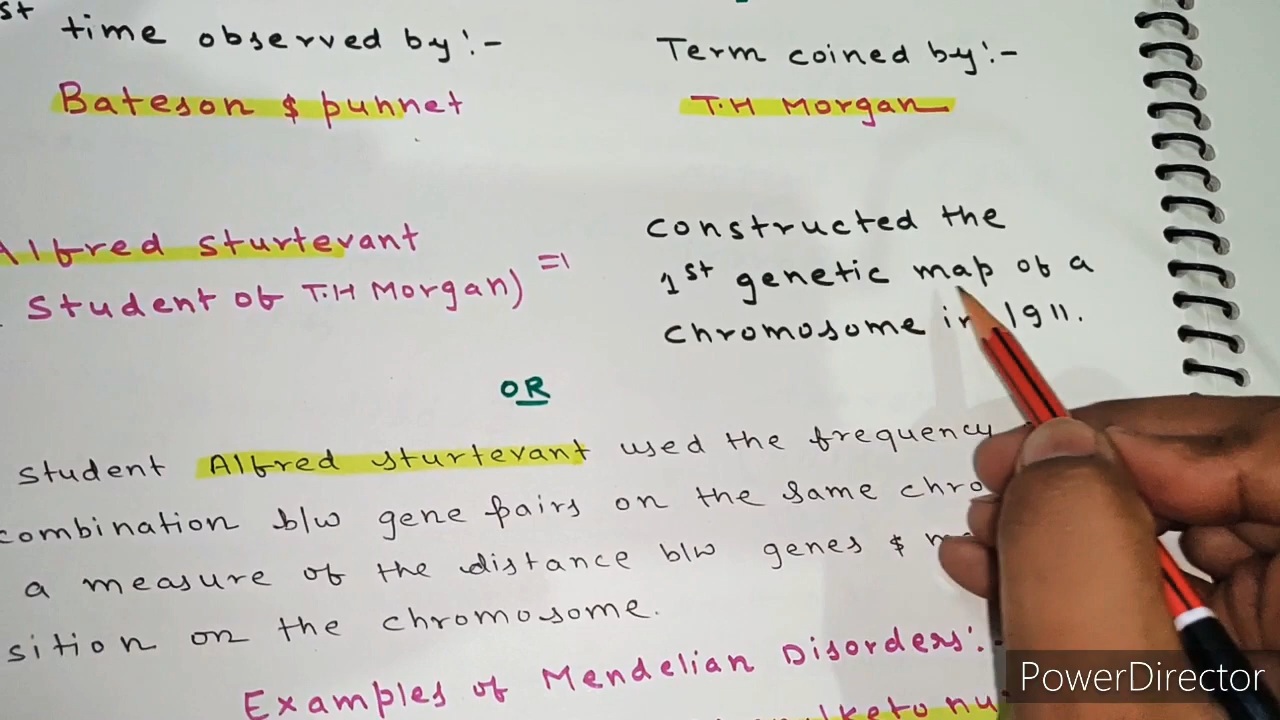 st
time observed by:-
Bateson & punnet
Term coined by:-
T.H Morgan
Alfred sturtevant
student of T.H Morgan) =)
constructed the
1st genetic map of a
chromosome in 1911.
OR
student Alfred sturtevant used the frequency
combination b/w gene pairs on the same chro
a measure of the distance b/w genes &
sition on the chromosome.
Examples of Mendelian Disorders:-
PowerDirector